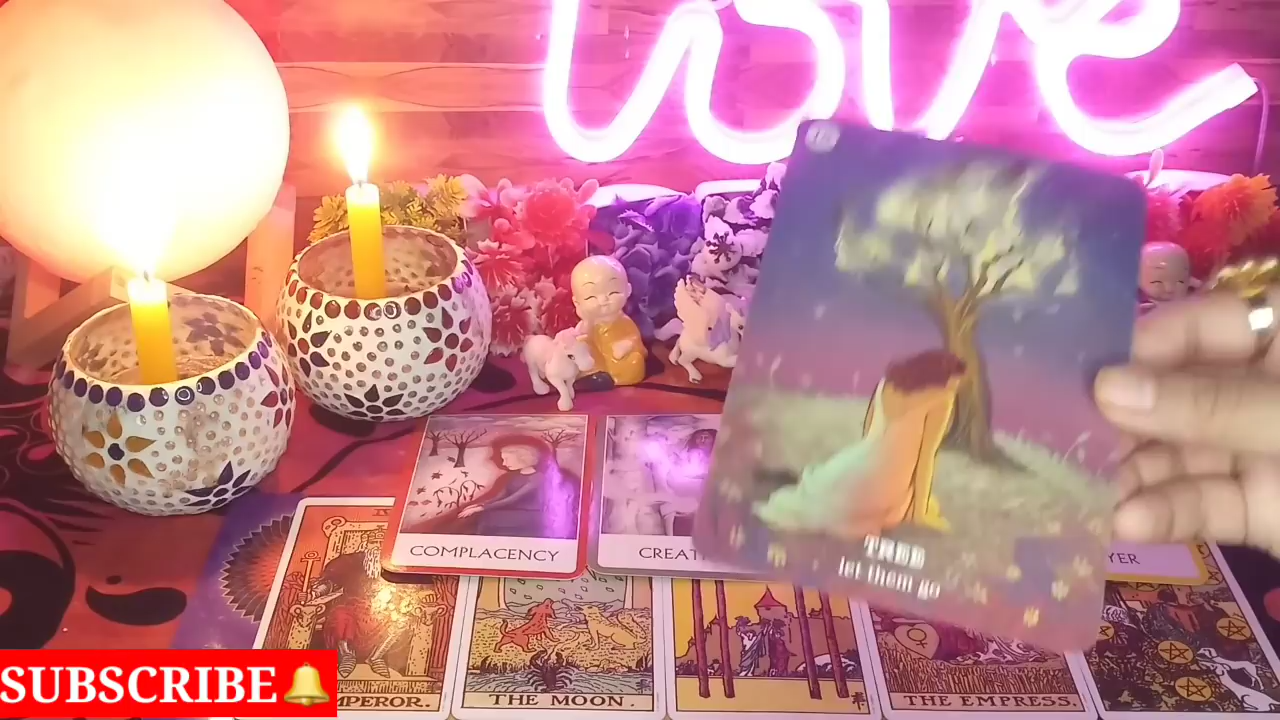 love
TREE
let them go
COMPLACENCY
CREAT
YER
SUBSCRIBE
MPEROR.
THE MOON.
THE EMPRESS.